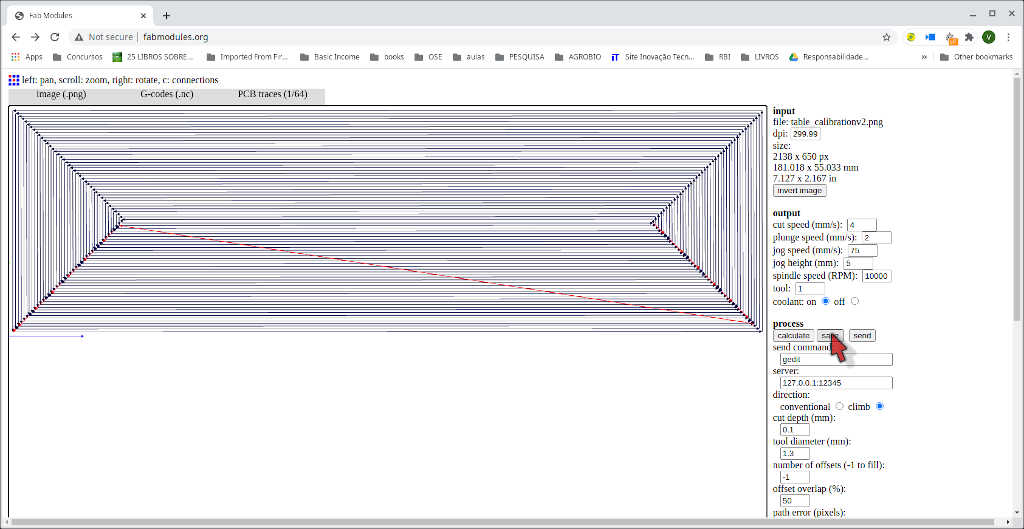 Fab Modules
Not secure | fabmodules.org
Apps Concursos 25 LIBROS SOBRE... Imported From Fir... Basic Income books OSE aulas PESQUISA AGROBIO iT Site Inovação Tecn... RBI LIVROS Responsabilidade... » Other bookmarks
left: pan, scroll: zoom, right: rotate, c: connections
image (.png) G-codes (.nc) PCB traces (1/64)
input
file: table_calibrationv2.png
dpi: 299.99
size:
2138 x 650 px
181.018 x 55.033 mm
7.127 x 2.167 in
invert image
output
cut speed (mm/s): 4
plunge speed (mm/s): 2
jog speed (mm/s): 75
jog height (mm): 5
spindle speed (RPM): 10000
tool: 1
coolant: on off
process
calculate save send
send command:
gedit
server:
127.0.0.1:12345
direction:
conventional climb
cut depth (mm):
0.1
tool diameter (mm):
1.3
number of offsets (-1 to fill):
-1
offset overlap (%):
50
path error (pixels):